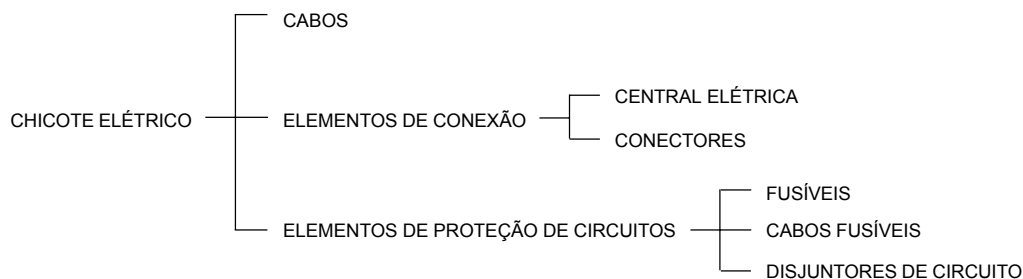 CABOS
CHICOTE ELÉTRICO
ELEMENTOS DE CONEXÃO
CENTRAL ELÉTRICA
CONECTORES
ELEMENTOS DE PROTEÇÃO DE CIRCUITOS
FUSÍVEIS
CABOS FUSÍVEIS
DISJUNTORES DE CIRCUITO